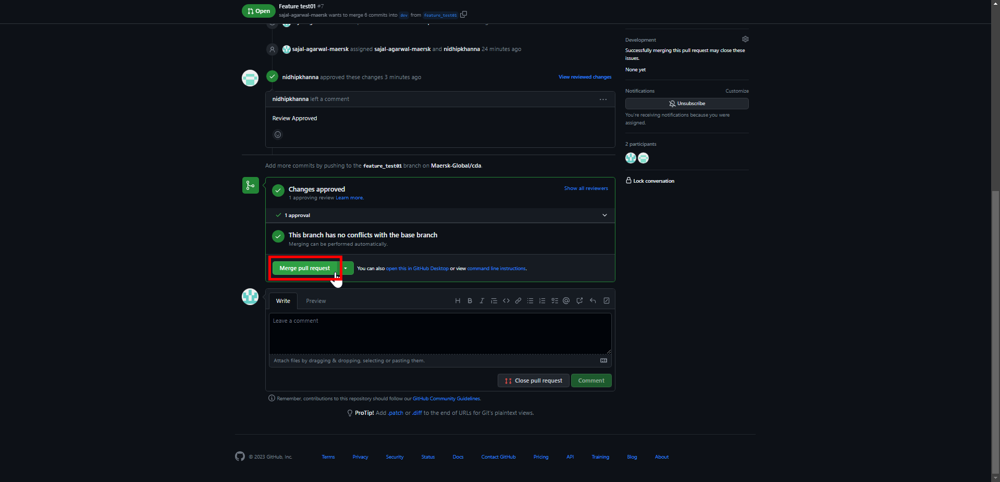 Open
Feature test01 #7
sajal-agarwal-maersk wants to merge 6 commits into dev from feature_test01
sajal-agarwal-maersk assigned sajal-agarwal-maersk and nidhipkhanna 24 minutes ago
nidhipkhanna approved these changes 3 minutes ago
View reviewed changes
nidhipkhanna left a comment
Review Approved
Add more commits by pushing to the feature_test01 branch on Maersk-Global/cda.
Changes approved
Show all reviewers
1 approving review Learn more.
1 approval
This branch has no conflicts with the base branch
Merging can be performed automatically.
Merge pull request
You can also open this in GitHub Desktop or view command line instructions.
Write
Preview
Leave a comment
Attach files by dragging & dropping, selecting or pasting them.
Close pull request
Comment
Remember, contributions to this repository should follow our GitHub Community Guidelines.
ProTip! Add .patch or .diff to the end of URLs for Git's plaintext views.
Development
Successfully merging this pull request may close these
issues.
None yet
Notifications
Customize
Unsubscribe
You're receiving notifications because you were
assigned.
2 participants
Lock conversation
© 2023 GitHub, Inc.
Terms
Privacy
Security
Status
Docs
Contact GitHub
Pricing
API
Training
Blog
About